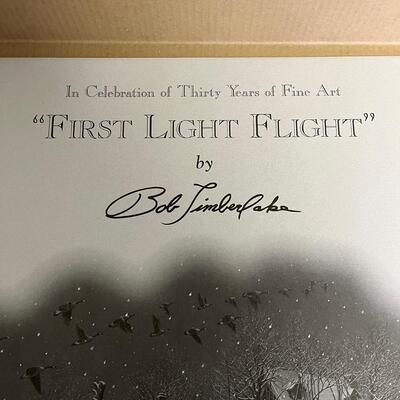 In Celebration of Thirty Years of Fine Art
“FIRST LIGHT FLIGHT”
by
Bob Timberlake